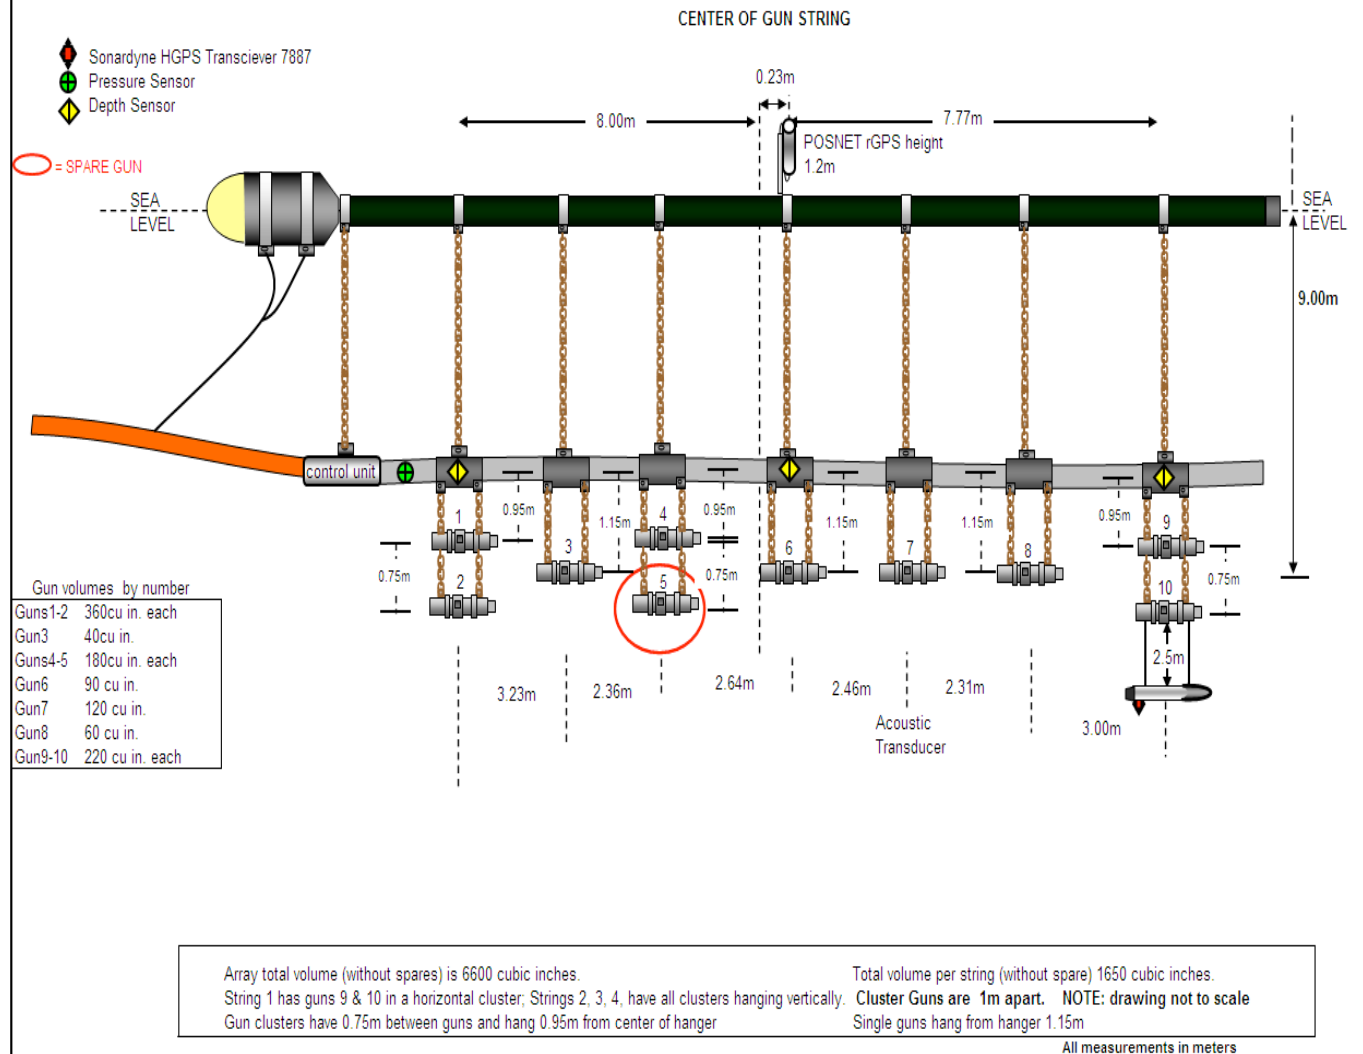 CENTER OF GUN STRING
Sonardyne HGPS Transciever 7887
Pressure Sensor
Depth Sensor
= SPARE GUN
0.23m
8.00m
7.77m
POSNET rGPS height
1.2m
SEA
LEVEL
SEA
LEVEL
9.00m
control unit
1
0.95m
1.15m
4
0.95m
1.15m
1.15m
0.95m
9
3
6
7
8
0.75m
2
5
0.75m
10
0.75m
2.5m
Gun volumes by number
Guns1-2 360cu in. each
Gun3 40cu in.
Guns4-5 180cu in. each
Gun6 90 cu in.
Gun7 120 cu in.
Gun8 60 cu in.
Gun9-10 220 cu in. each
3.23m
2.36m
2.64m
2.46m
2.31m
3.00m
Acoustic
Transducer
Array total volume (without spares) is 6600 cubic inches.
Total volume per string (without spare) 1650 cubic inches.
String 1 has guns 9 & 10 in a horizontal cluster; Strings 2, 3, 4, have all clusters hanging vertically. Cluster Guns are 1m apart. NOTE: drawing not to scale
Gun clusters have 0.75m between guns and hang 0.95m from center of hanger
Single guns hang from hanger 1.15m
All measurements in meters